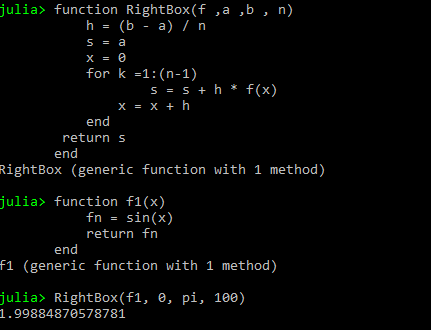 julia> function RightBox(f ,a ,b , n)
h = (b - a) / n
s = a
x = 0
for k =1:(n-1)
s = s + h * f(x)
x = x + h
end
return s
end
RightBox (generic function with 1 method)
julia> function f1(x)
fn = sin(x)
return fn
end
f1 (generic function with 1 method)
julia> RightBox(f1, 0, pi, 100)
1.99884870578781